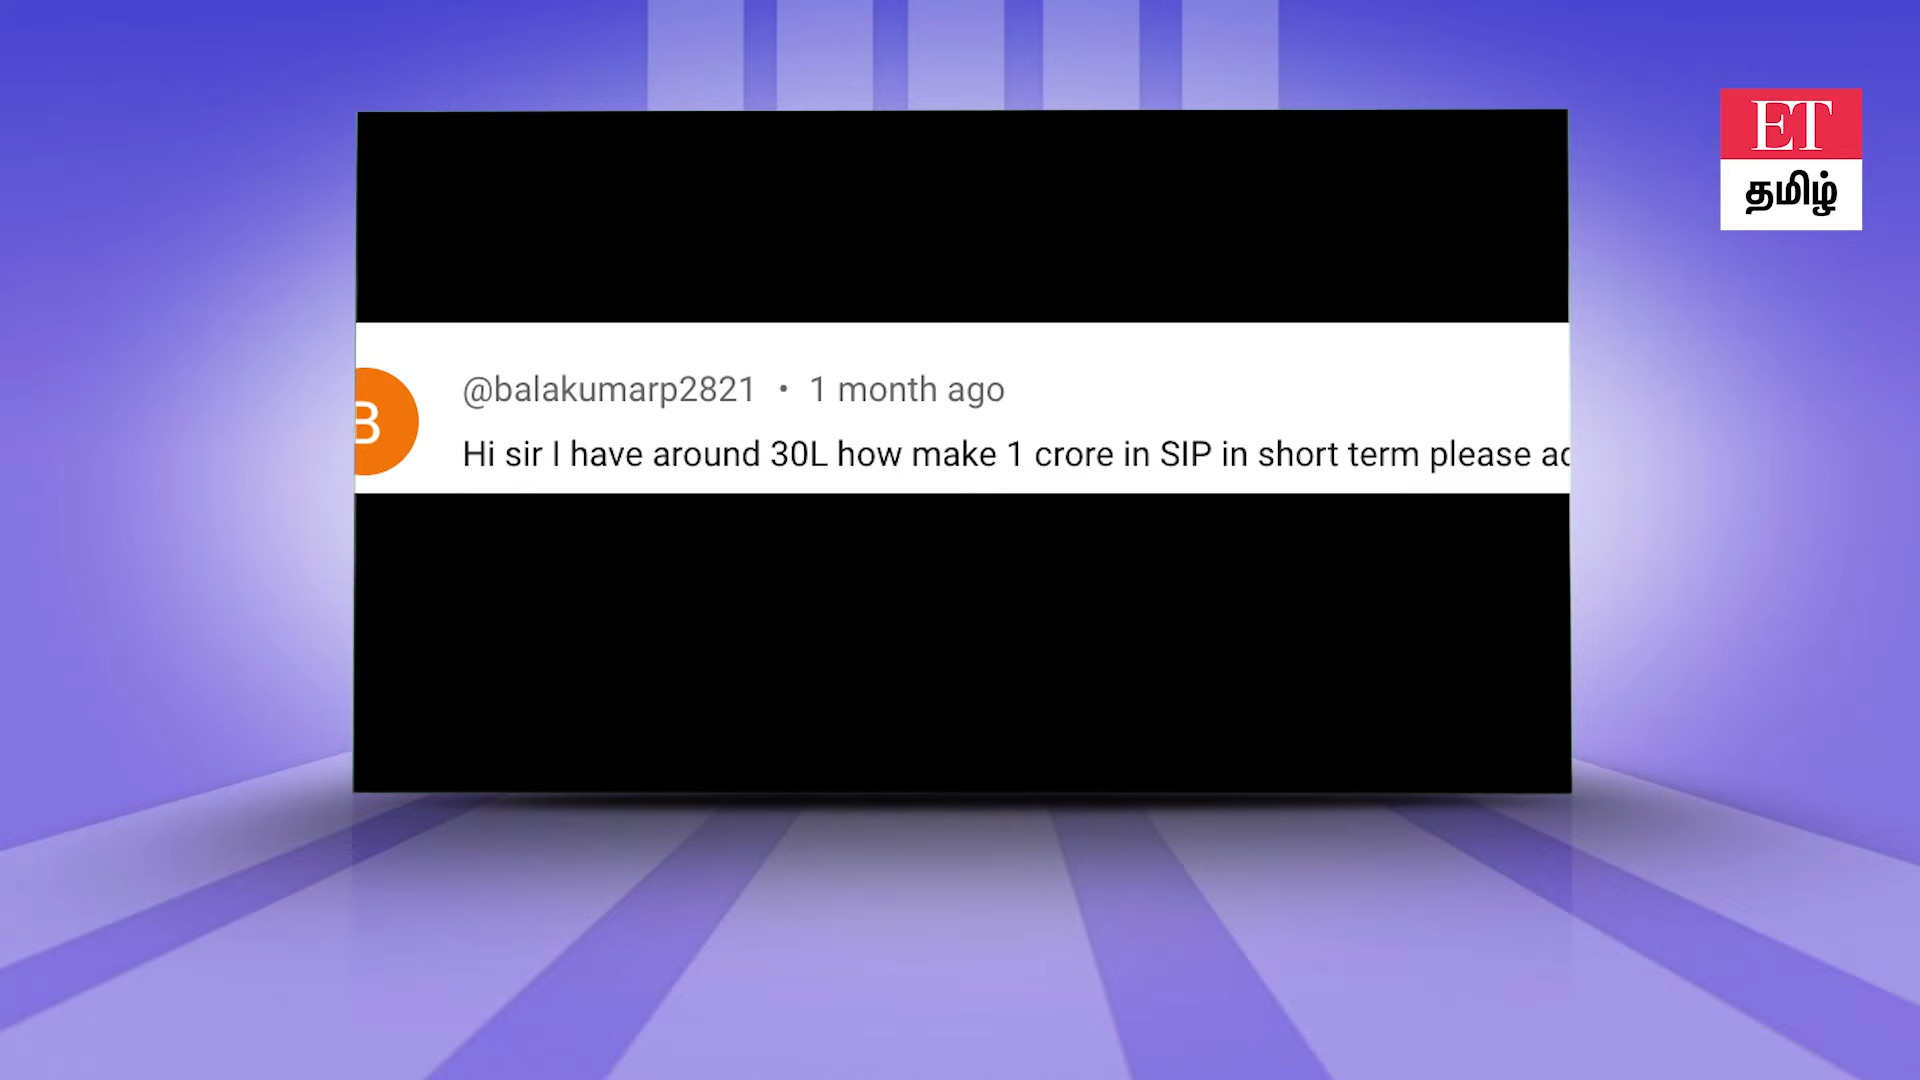 ET
தமிழ்
@balakumarp2821 • 1 month ago
B
Hi sir I have around 30L how make 1 crore in SIP in short term please